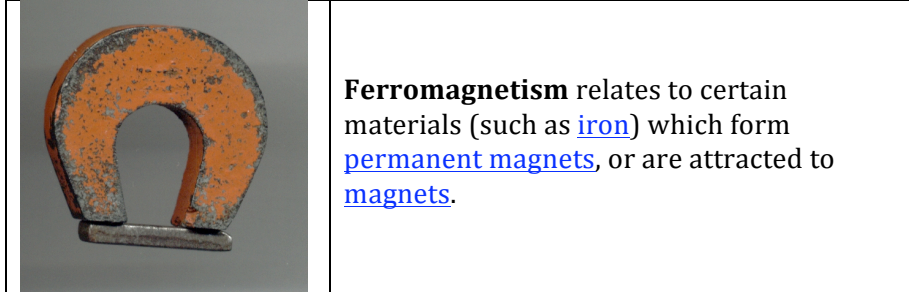 Ferromagnetism relates to certain
materials (such as iron) which form
permanent magnets, or are attracted to
magnets.